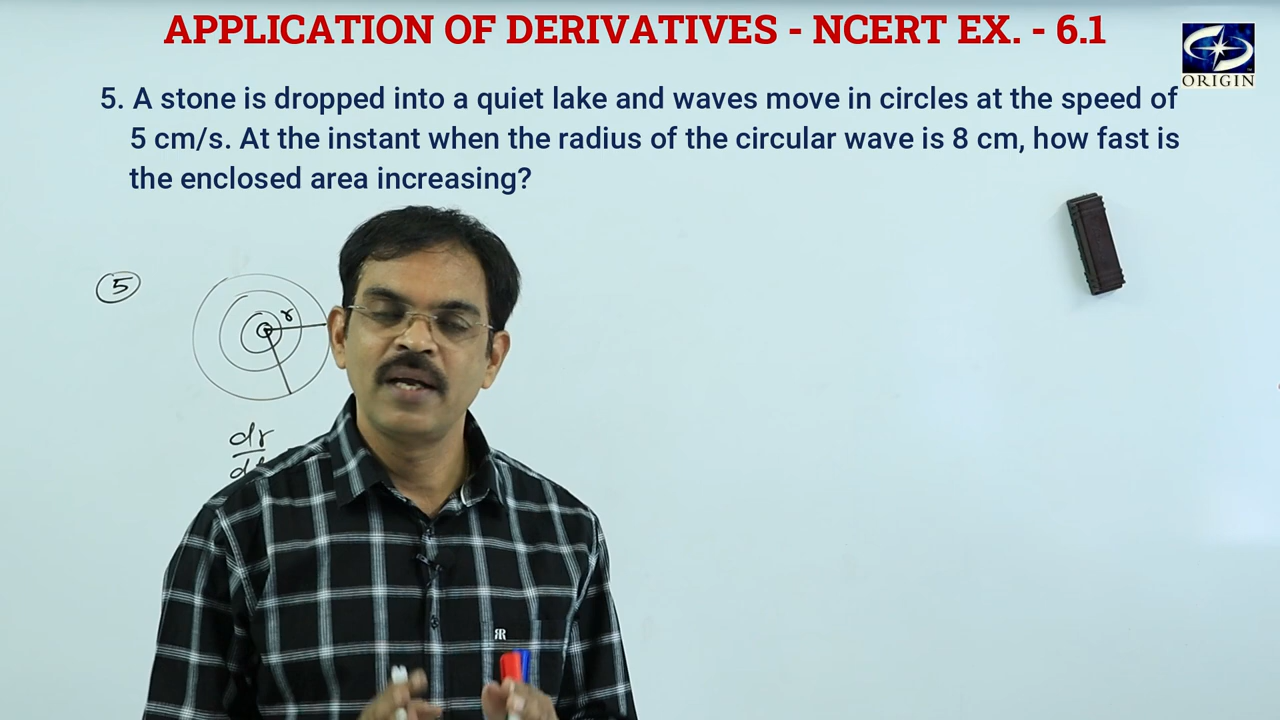 APPLICATION OF DERIVATIVES - NCERT EX. - 6.1
ORIGIN
5. A stone is dropped into a quiet lake and waves move in circles at the speed of
5 cm/s. At the instant when the radius of the circular wave is 8 cm, how fast is
the enclosed area increasing?
5
r
dr
RR